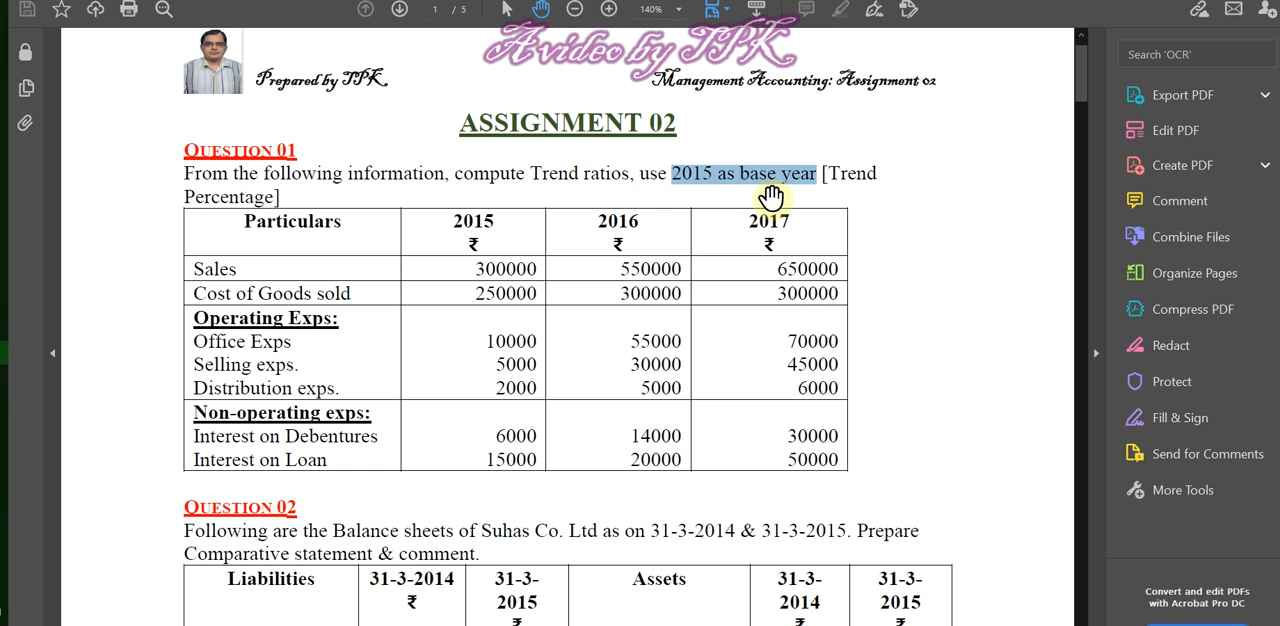 1 / 5
140%
A video by TPK
Prepared by TPK
Management Accounting: Assignment 02
ASSIGNMENT 02
QUESTION 01
From the following information, compute Trend ratios, use 2015 as base year [Trend
Percentage]
Particulars 2015 2016 2017
₹ ₹ ₹
Sales 300000 550000 650000
Cost of Goods sold 250000 300000 300000
Operating Exps:
Office Exps 10000 55000 70000
Selling exps. 5000 30000 45000
Distribution exps. 2000 5000 6000
Non-operating exps:
Interest on Debentures 6000 14000 30000
Interest on Loan 15000 20000 50000
QUESTION 02
Following are the Balance sheets of Suhas Co. Ltd as on 31-3-2014 & 31-3-2015. Prepare
Comparative statement & comment.
Liabilities 31-3-2014 31-3- Assets 31-3- 31-3-
₹ 2015 2014 2015
₹ ₹ ₹
Search 'OCR'
Export PDF
Edit PDF
Create PDF
Comment
Combine Files
Organize Pages
Compress PDF
Redact
Protect
Fill & Sign
Send for Comments
More Tools
Convert and edit PDFs
with Acrobat Pro DC